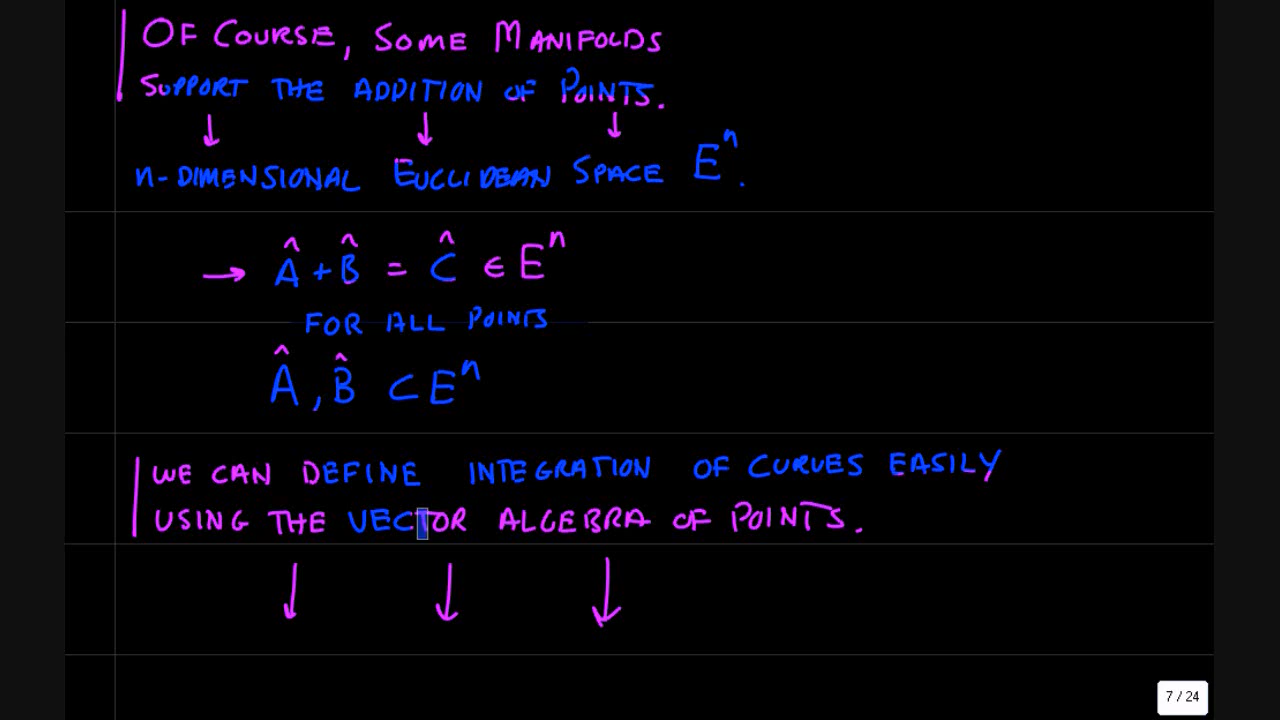 OF COURSE, SOME MANIFOLDS
SUPPORT THE ADDITION OF POINTS.
↓ ↓ ↓
n-DIMENSIONAL EUCLIDEAN SPACE Eⁿ.
→ Â + B̂ = Ĉ ∈ Eⁿ
FOR ALL POINTS
Â, B̂ ⊂ Eⁿ
WE CAN DEFINE INTEGRATION OF CURVES EASILY
USING THE VECTOR ALGEBRA OF POINTS.
↓ ↓ ↓
7 / 24